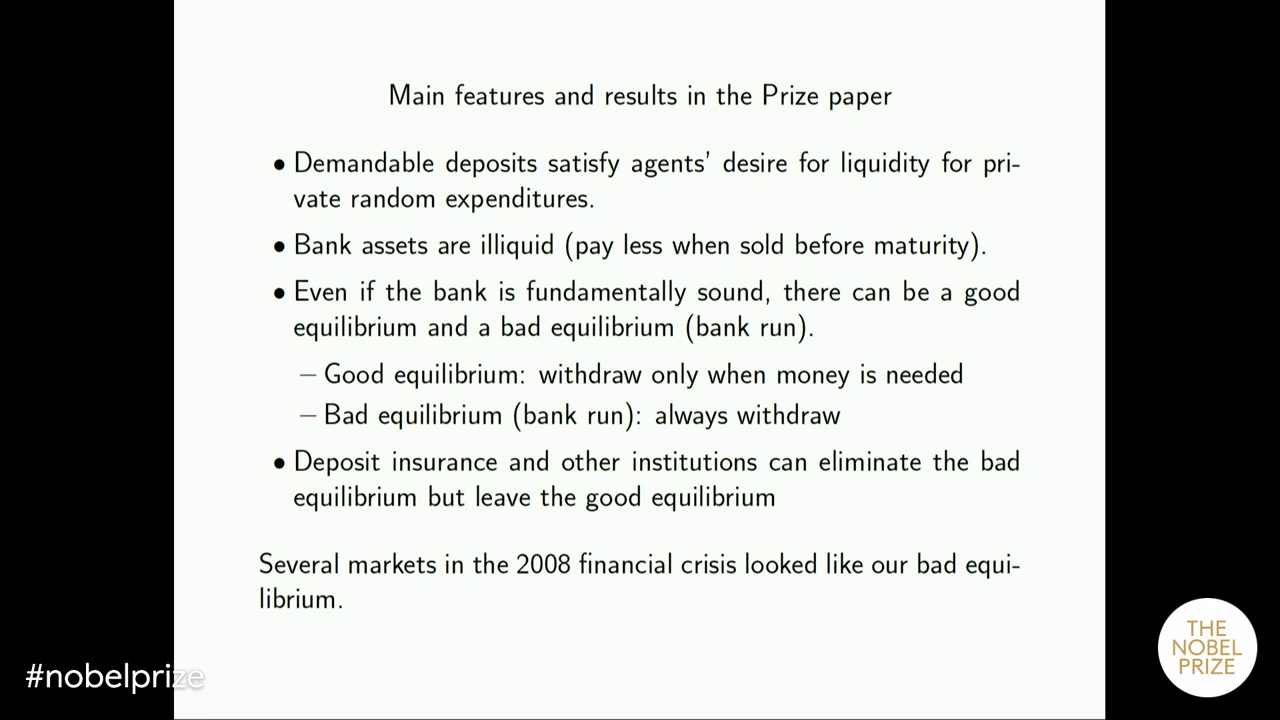 Main features and results in the Prize paper
• Demandable deposits satisfy agents' desire for liquidity for pri-
vate random expenditures.
• Bank assets are illiquid (pay less when sold before maturity).
• Even if the bank is fundamentally sound, there can be a good
equilibrium and a bad equilibrium (bank run).
– Good equilibrium: withdraw only when money is needed
– Bad equilibrium (bank run): always withdraw
• Deposit insurance and other institutions can eliminate the bad
equilibrium but leave the good equilibrium
Several markets in the 2008 financial crisis looked like our bad equi-
librium.
#nobelprize
THE
NOBEL
PRIZE